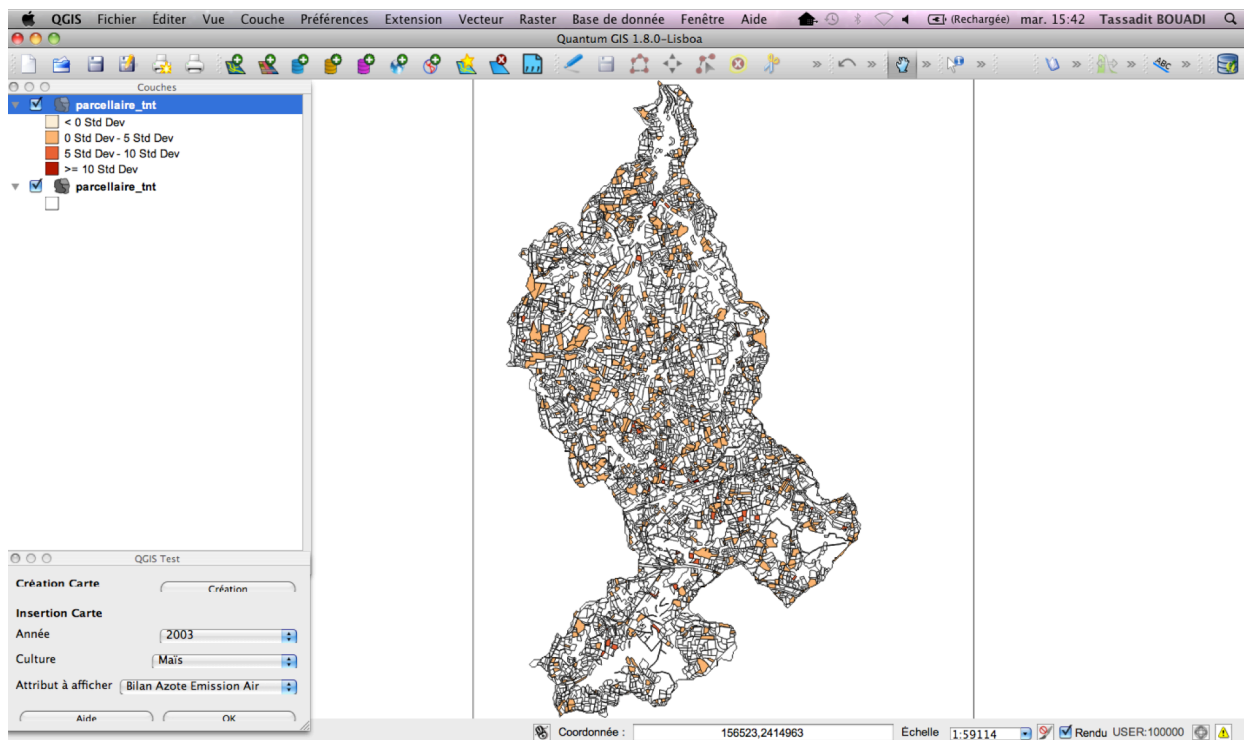 QGIS Fichier Éditer Vue Couche Préférences Extension Vecteur Raster Base de donnée Fenêtre Aide (Rechargée) mar. 15:42 Tassadit BOUADI
Quantum GIS 1.8.0-Lisboa
ABC
Couches
parcellaire_tnt
< 0 Std Dev
0 Std Dev - 5 Std Dev
5 Std Dev - 10 Std Dev
>= 10 Std Dev
parcellaire_tnt
QGIS Test
Création Carte Création
Insertion Carte
Année 2003
Culture Maïs
Attribut à afficher Bilan Azote Emission Air
Aide OK
Coordonnée : 156523,2414963 Échelle 1:59114 Rendu USER:100000